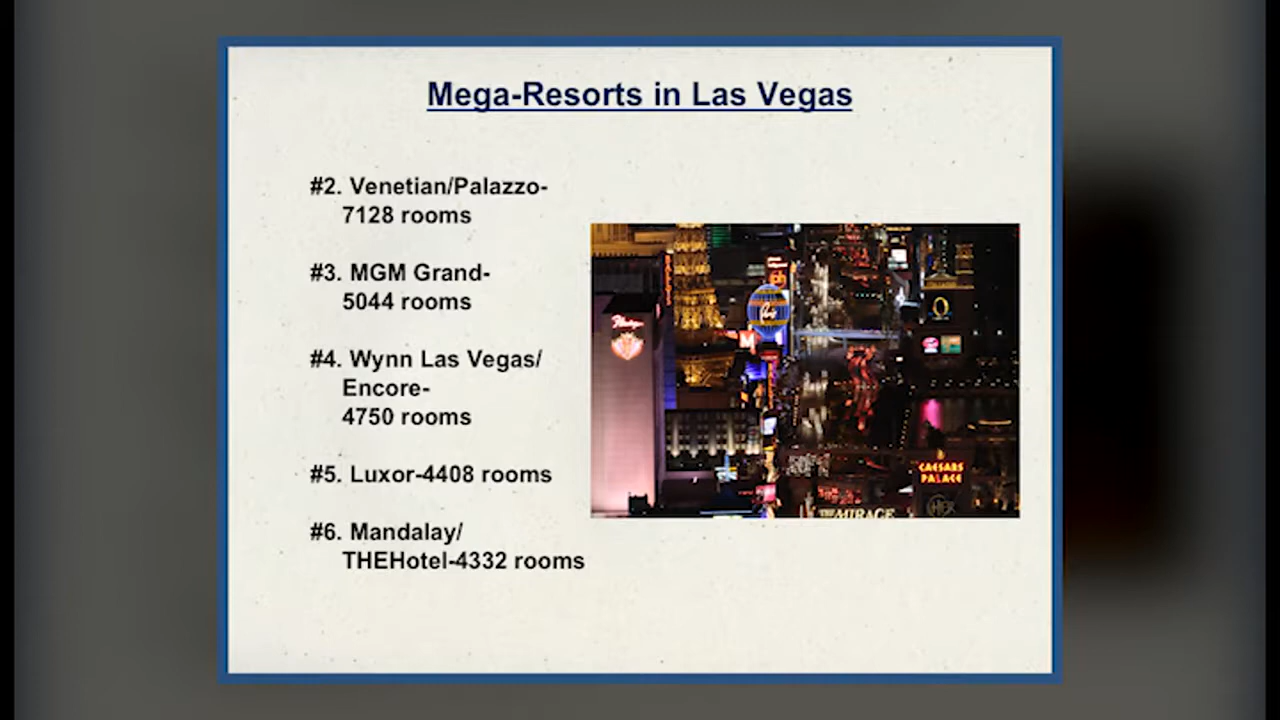 Mega-Resorts in Las Vegas
#2. Venetian/Palazzo-
7128 rooms
#3. MGM Grand-
5044 rooms
#4. Wynn Las Vegas/
Encore-
4750 rooms
#5. Luxor-4408 rooms
#6. Mandalay/
THEHotel-4332 rooms
Flamingo
Paris
M
O
CAESARS
PALACE
THE MIRAGE